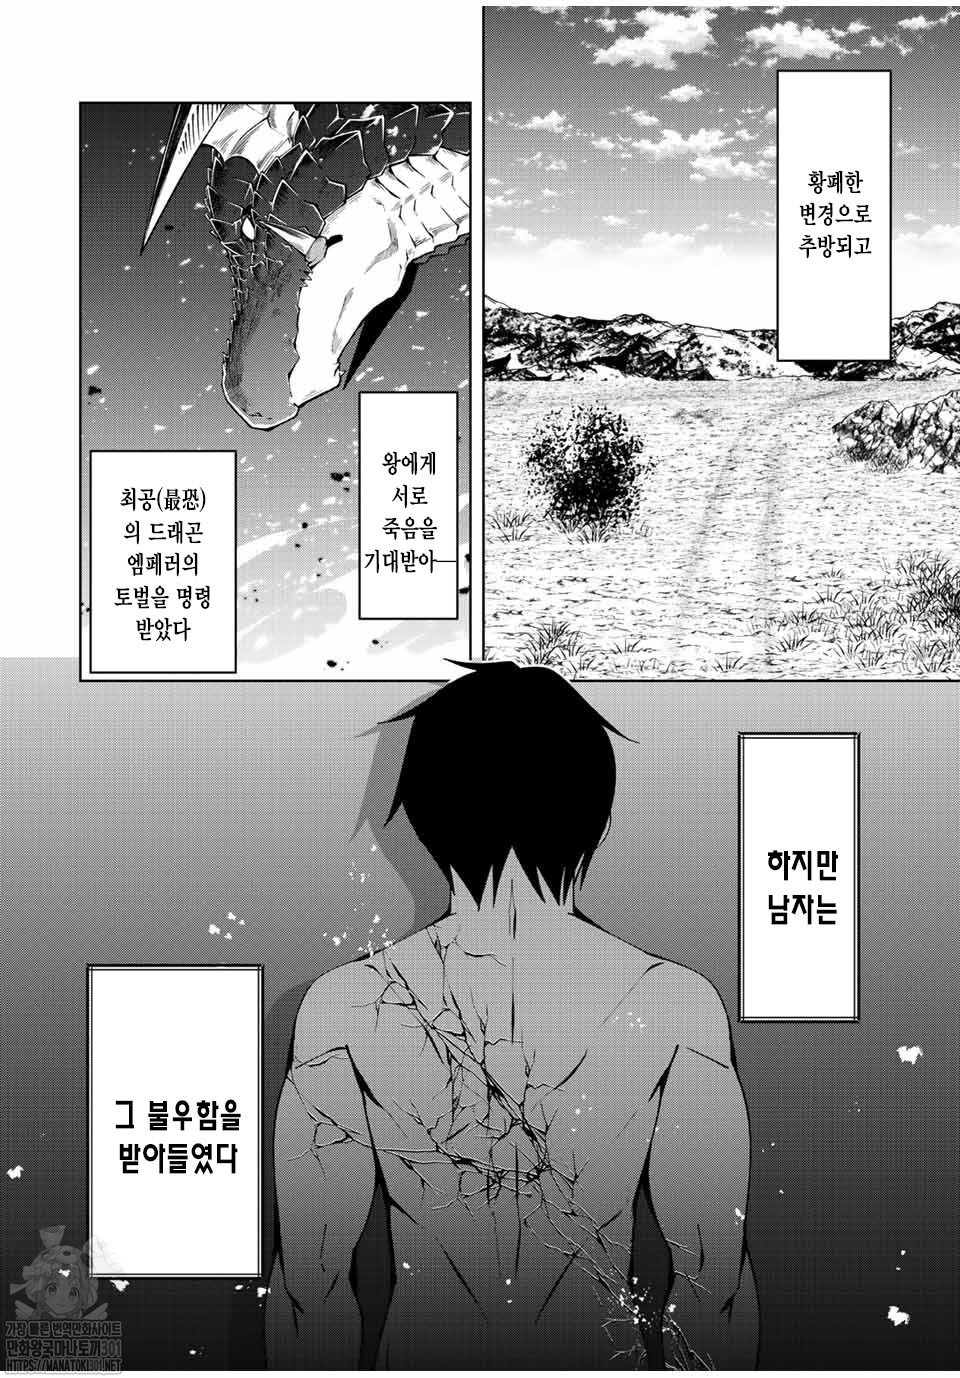 황폐한
변경으로
추방되고
왕에게
서로
죽음을
기대받아──
최공(最恐)
의 드래곤
엠페러의
토벌을 명령
받았다
하지만
남자는
그 불우함을
받아들였다
가장 빠른 번역만화사이트
만화왕국마나토끼301
HTTPS://MANATOKI301.NET